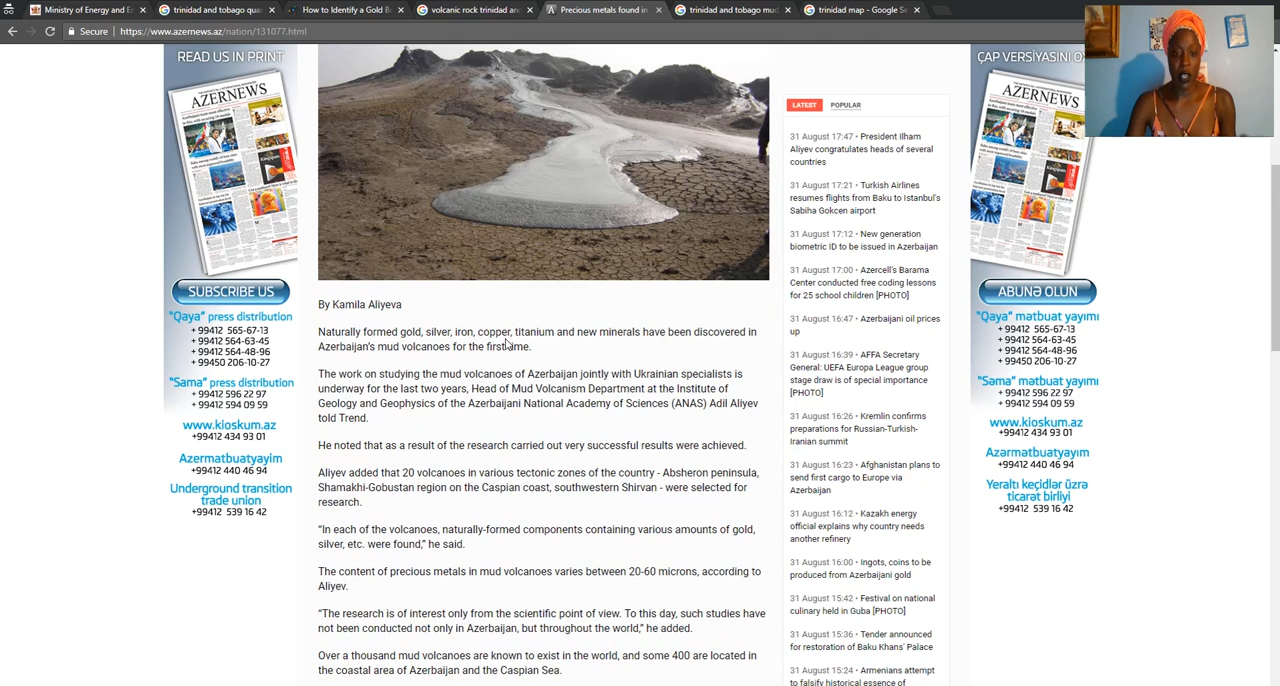 Ministry of Energy and E
trinidad and tobago qua
How to Identify a Gold B
volcanic rock trinidad an
Precious metals found in
trinidad and tobago mud
trinidad map - Google Se
Secure
https://www.azernews.az/nation/131077.html
READ US IN PRINT
AZERNEWS
SUBSCRIBE US
"Qaya" press distribution
+ 99412 565-67-13
+ 99412 564-63-45
+ 99412 564-48-96
+ 99450 206-10-27
"Sama" press distribution
+99412 596 22 97
+99412 594 09 59
www.kioskum.az
+99412 434 93 01
Azermatbuatyayim
+99412 440 46 94
Underground transition
trade union
+99412 539 16 42
By Kamila Aliyeva
Naturally formed gold, silver, iron, copper, titanium and new minerals have been discovered in
Azerbaijan's mud volcanoes for the first time.
The work on studying the mud volcanoes of Azerbaijan jointly with Ukrainian specialists is
underway for the last two years, Head of Mud Volcanism Department at the Institute of
Geology and Geophysics of the Azerbaijani National Academy of Sciences (ANAS) Adil Aliyev
told Trend.
He noted that as a result of the research carried out very successful results were achieved.
Aliyev added that 20 volcanoes in various tectonic zones of the country - Absheron peninsula,
Shamakhi-Gobustan region on the Caspian coast, southwestern Shirvan - were selected for
research.
"In each of the volcanoes, naturally-formed components containing various amounts of gold,
silver, etc. were found," he said.
The content of precious metals in mud volcanoes varies between 20-60 microns, according to
Aliyev.
"The research is of interest only from the scientific point of view. To this day, such studies have
not been conducted not only in Azerbaijan, but throughout the world," he added.
Over a thousand mud volcanoes are known to exist in the world, and some 400 are located in
the coastal area of Azerbaijan and the Caspian Sea.
LATEST
POPULAR
31 August 17:47 • President Ilham
Aliyev congratulates heads of several
countries
31 August 17:21 • Turkish Airlines
resumes flights from Baku to Istanbul's
Sabiha Gokcen airport
31 August 17:12 • New generation
biometric ID to be issued in Azerbaijan
31 August 17:00 • Azercell's Barama
Center conducted free coding lessons
for 25 school children [PHOTO]
31 August 16:47 • Azerbaijani oil prices
up
31 August 16:39 • AFFA Secretary
General: UEFA Europa League group
stage draw is of special importance
[PHOTO]
31 August 16:26 • Kremlin confirms
preparations for Russian-Turkish-
Iranian summit
31 August 16:23 • Afghanistan plans to
send first cargo to Europe via
Azerbaijan
31 August 16:12 • Kazakh energy
official explains why country needs
another refinery
31 August 16:00 • Ingots, coins to be
produced from Azerbaijani gold
31 August 15:42 • Festival on national
culinary held in Guba [PHOTO]
31 August 15:36 • Tender announced
for restoration of Baku Khans' Palace
31 August 15:24 • Armenians attempt
to falsify historical essence of
ÇAP VERSİYASINI O
AZERNEWS
ABUNƏ OLUN
"Qaya" mətbuat yayımı
+ 99412 565-67-13
+ 99412 564-63-45
+ 99412 564-48-96
+ 99450 206-10-27
"Səma" mətbuat yayımı
+99412 596 22 97
+99412 594 09 59
www.kioskum.az
+99412 434 93 01
Azərmətbuatyayımı
+99412 440 46 94
Yeraltı keçidlər üzrə
ticarət birliyi
+99412 539 16 42